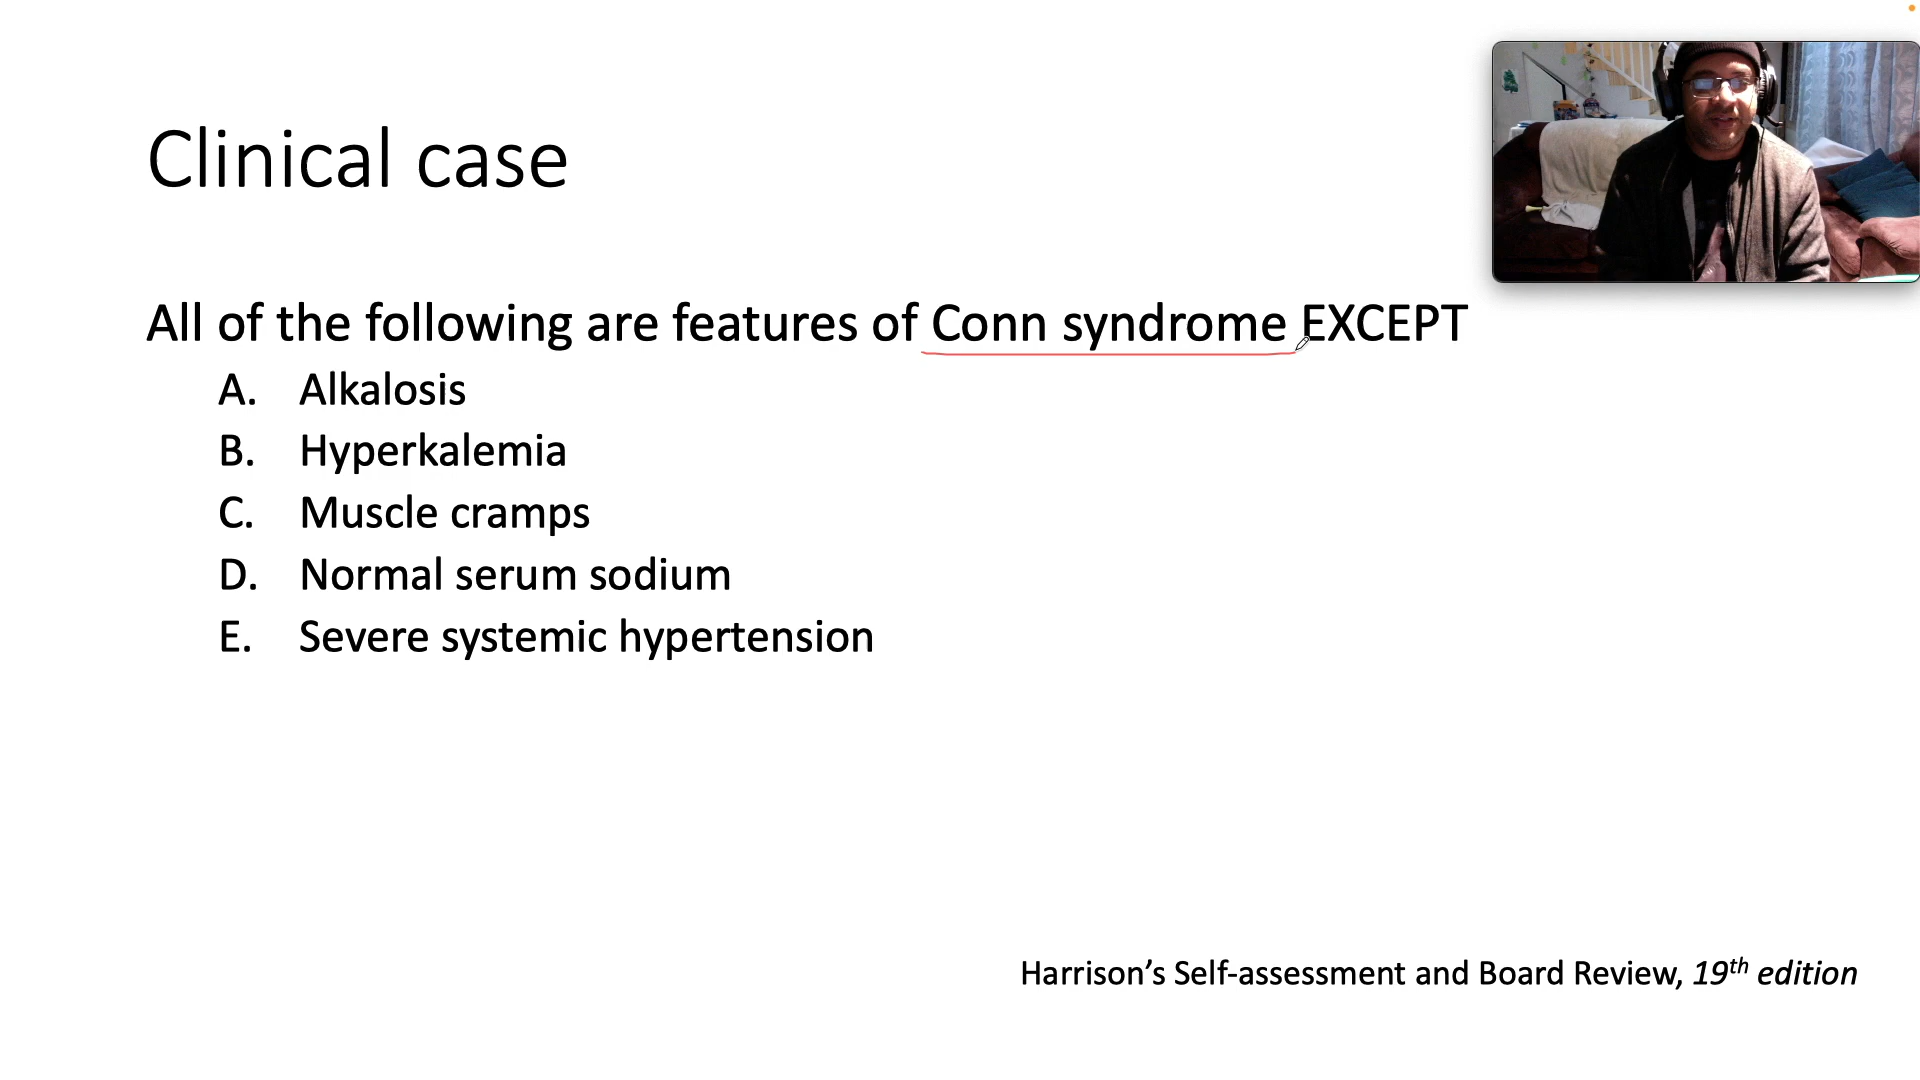 Clinical case
All of the following are features of Conn syndrome EXCEPT
A. Alkalosis
B. Hyperkalemia
C. Muscle cramps
D. Normal serum sodium
E. Severe systemic hypertension
Harrison’s Self-assessment and Board Review, 19th edition